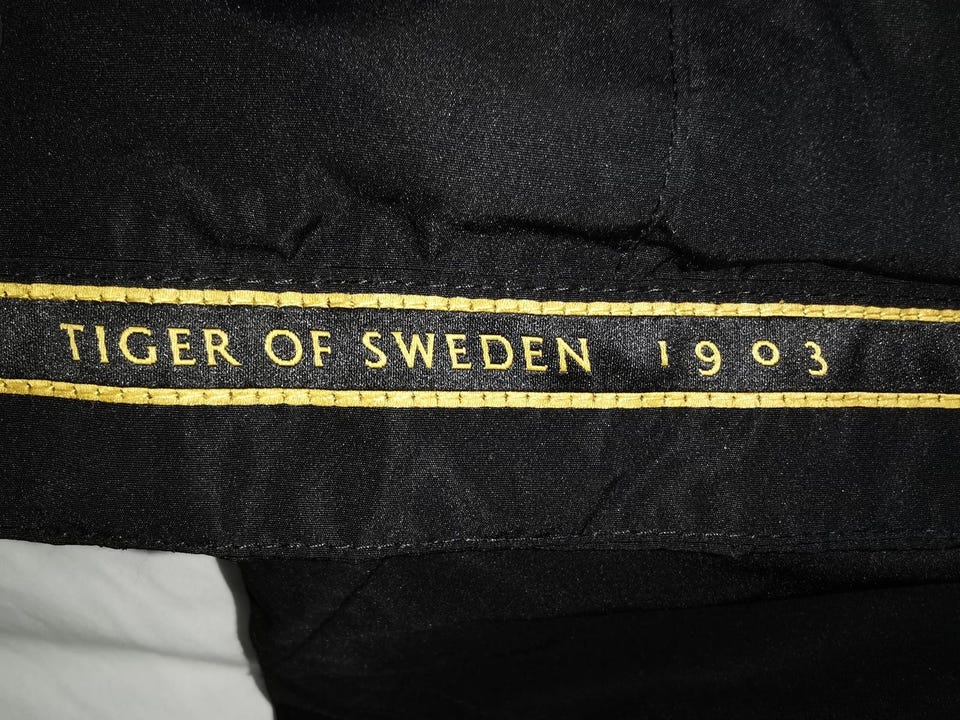 TIGER OF SWEDEN 1903